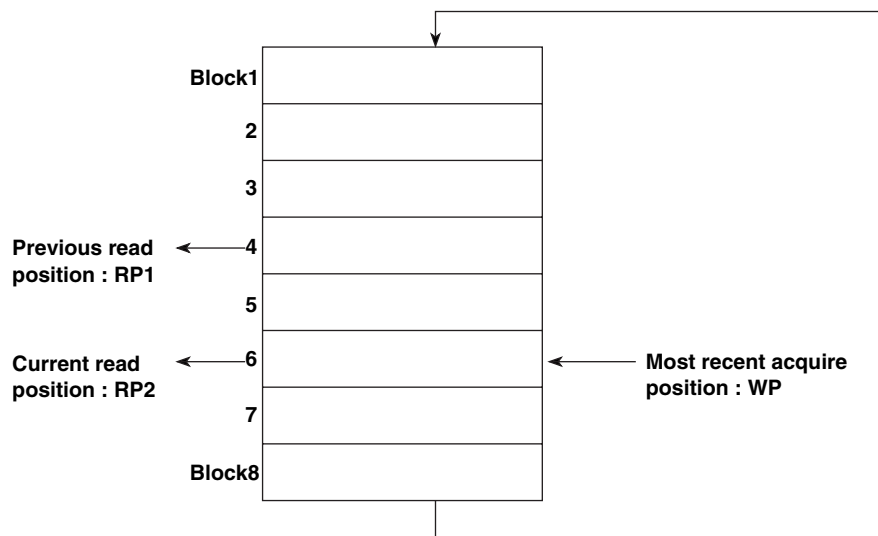 Block1
2
3
Previous read
position : RP1
4
5
Current read
position : RP2
6
Most recent acquire
position : WP
7
Block8